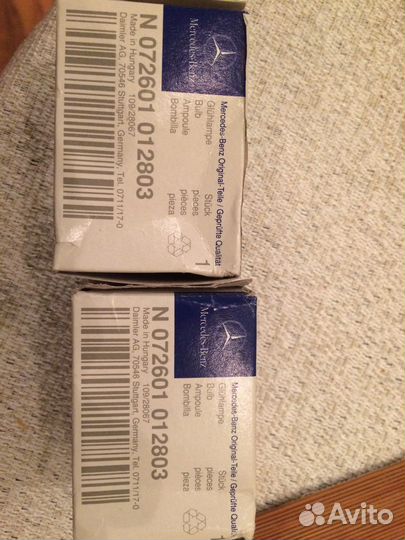 Mercedes-Benz
Mercedes-Benz Original-Teile / Geprüfte Qualität
Glühlampe Stück
Bulb pieces
Ampoule pièces
Bombilla pieza
1
N 072601 012803
Made in Hungary 109/28067
Daimler AG, 70546 Stuttgart, Germany, Tel. 0711/17-0
Mercedes-Benz
Mercedes-Benz Original-Teile / Geprüfte Qualit
Glühlampe Stück
Bulb pieces
Ampoule pièces
Bombilla pieza
N 072601 012803
Made in Hungary 109/28067
Daimler AG, 70546 Stuttgart, Germany, Tel. 0711/17-0
Avito